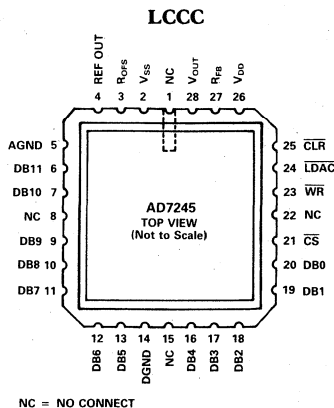 LCCC
REF OUT
ROFS
VSS
NC
VOUT
RFB
VDD
4 3 2 1 28 27 26
AGND 5
DB11 6
DB10 7
NC 8
DB9 9
DB8 10
DB7 11
AD7245
TOP VIEW
(Not to Scale)
25 CLR
24 LDAC
23 WR
22 NC
21 CS
20 DB0
19 DB1
12 13 14 15 16 17 18
DB6
DB5
DGND
NC
DB4
DB3
DB2
NC = NO CONNECT